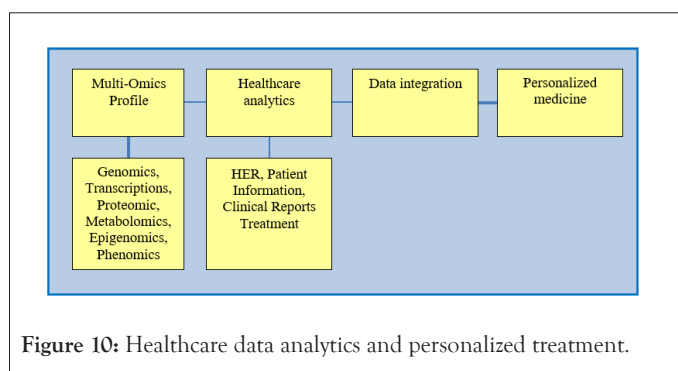 Multi-Omics
Profile
Healthcare
analytics
Data integration
Personalized
medicine
Genomics,
Transcriptions,
Proteomic,
Metabolomics,
Epigenomics,
Phenomics
HER, Patient
Information,
Clinical Reports
Treatment
Figure 10: Healthcare data analytics and personalized treatment.